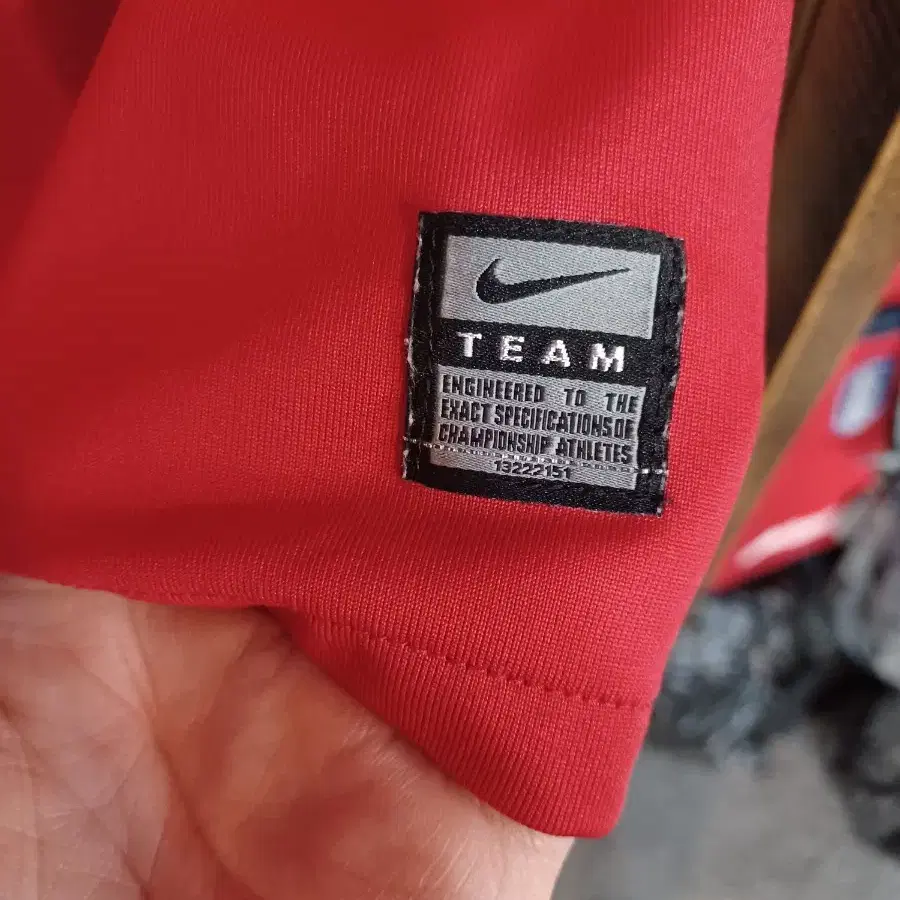 TEAM
ENGINEERED TO THE
EXACT SPECIFICATIONS OF
CHAMPIONSHIP ATHLETES
13222151